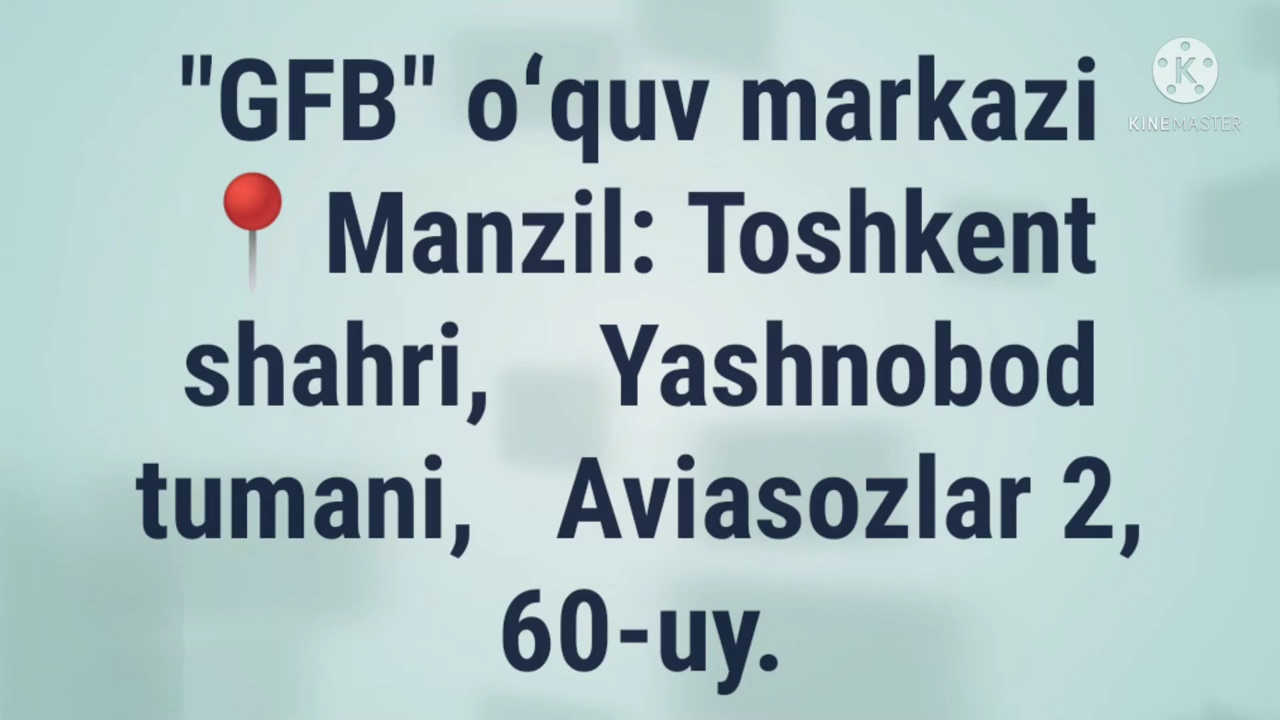 "GFB" o‘quv markazi
📍 Manzil: Toshkent
shahri, Yashnobod
tumani, Aviasozlar 2,
60-uy.
K
KINEMASTER